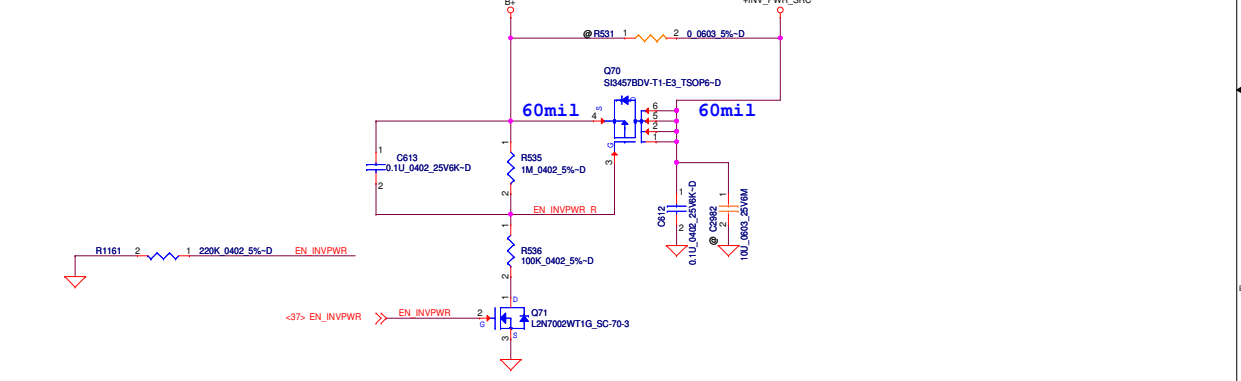 B+
+INV_PWR_SRC
@ R531 1 2 0_0603_5%~D
Q70
SI3457BDV-T1-E3_TSOP6~D
60mil
4
S
6
5
2
1
60mil
G
3
1
C613
0.1U_0402_25V6K~D
2
1
R535
1M_0402_5%~D
2
EN_INVPWR_R
1
C612
2
0.1U_0402_25V6K~D
1
@ C2982
2
10U_0603_25V6M
1
R536
100K_0402_5%~D
2
R1161 2 1 220K_0402_5%~D EN_INVPWR
<37> EN_INVPWR
EN_INVPWR
2
G
1
D
Q71
L2N7002WT1G_SC-70-3
S
3